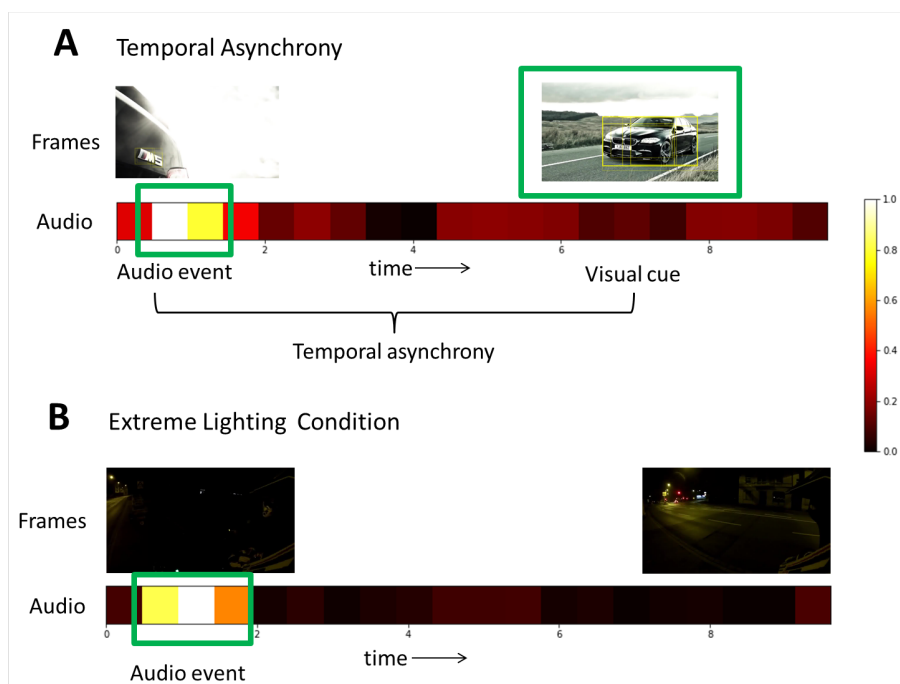 A Temporal Asynchrony
Frames
M5
Audio
0 2 4 6 8
Audio event
time
Visual cue
Temporal asynchrony
1.0
0.8
0.6
0.4
0.2
0.0
B Extreme Lighting Condition
Frames
Audio
0 2 4 6 8
Audio event
time